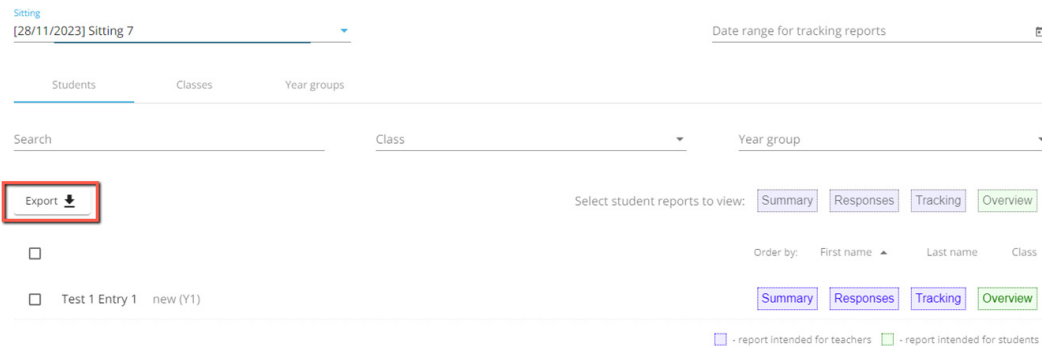 Sitting
[28/11/2023] Sitting 7
Date range for tracking reports
Students Classes Year groups
Search Class Year group
Export Select student reports to view: Summary Responses Tracking Overview
Order by: First name Last name Class
Test 1 Entry 1 new (Y1) Summary Responses Tracking Overview
- report intended for teachers - report intended for students